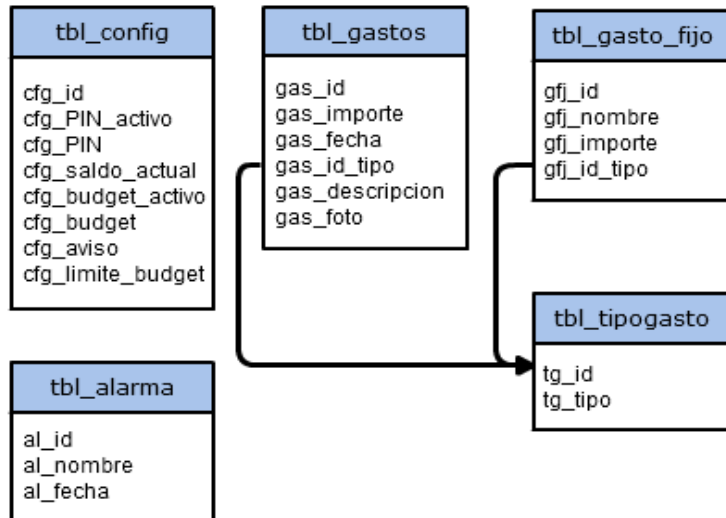 tbl_config
cfg_id
cfg_PIN_activo
cfg_PIN
cfg_saldo_actual
cfg_budget_activo
cfg_budget
cfg_aviso
cfg_limite_budget
tbl_gastos
gas_id
gas_importe
gas_fecha
gas_id_tipo
gas_descripcion
gas_foto
tbl_gasto_fijo
gfj_id
gfj_nombre
gfj_importe
gfj_id_tipo
tbl_alarma
al_id
al_nombre
al_fecha
tbl_tipogasto
tg_id
tg_tipo